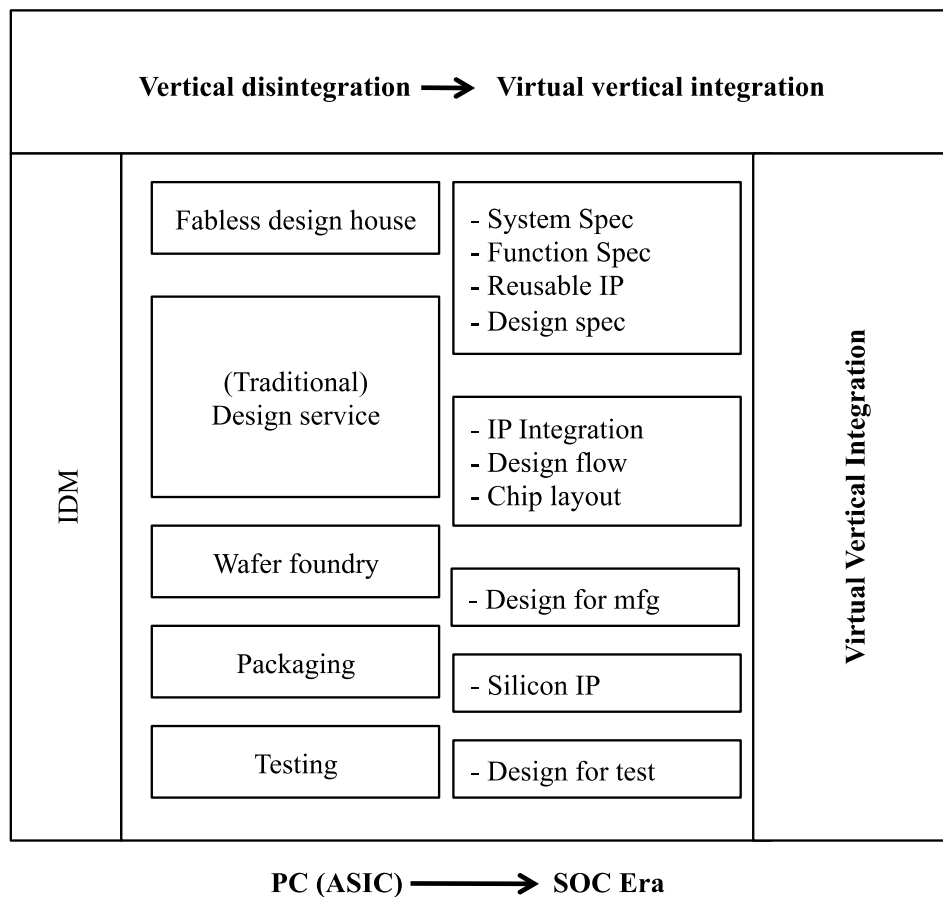 Vertical disintegration → Virtual vertical integration
IDM
Fabless design house
(Traditional)
Design service
Wafer foundry
Packaging
Testing
- System Spec
- Function Spec
- Reusable IP
- Design spec
- IP Integration
- Design flow
- Chip layout
- Design for mfg
- Silicon IP
- Design for test
Virtual Vertical Integration
PC (ASIC) → SOC Era